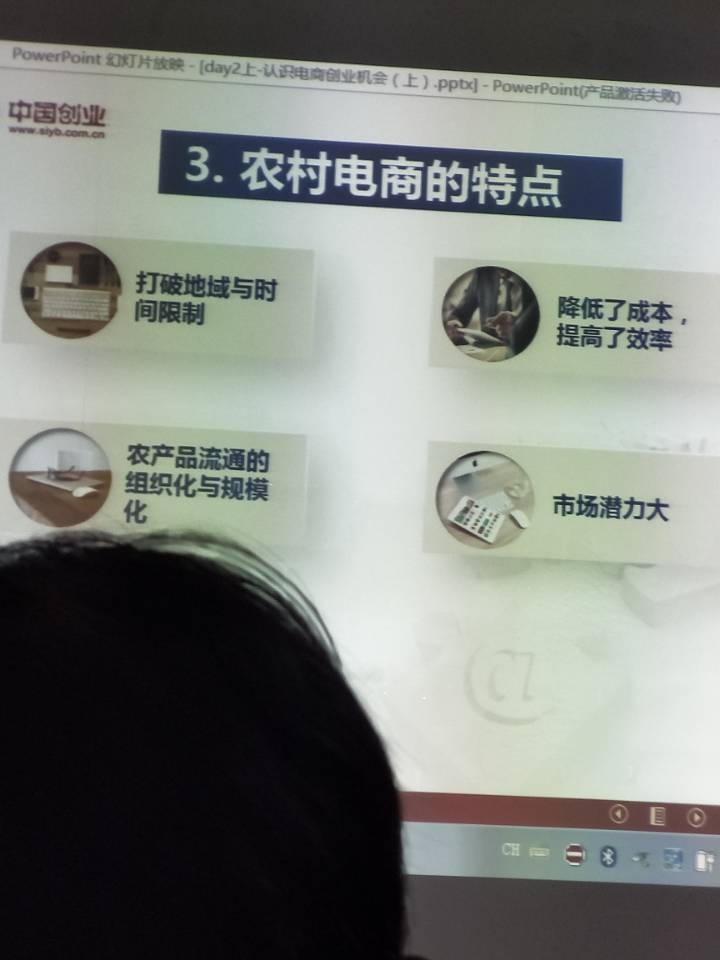 PowerPoint 幻灯片放映 - [day2上-认识电商创业机会（上）.pptx] - PowerPoint(产品激活失败)
中国创业
www.siyb.com.cn
3. 农村电商的特点
打破地域与时
间限制
降低了成本，
提高了效率
农产品流通的
组织化与规模
化
市场潜力大
@
CH